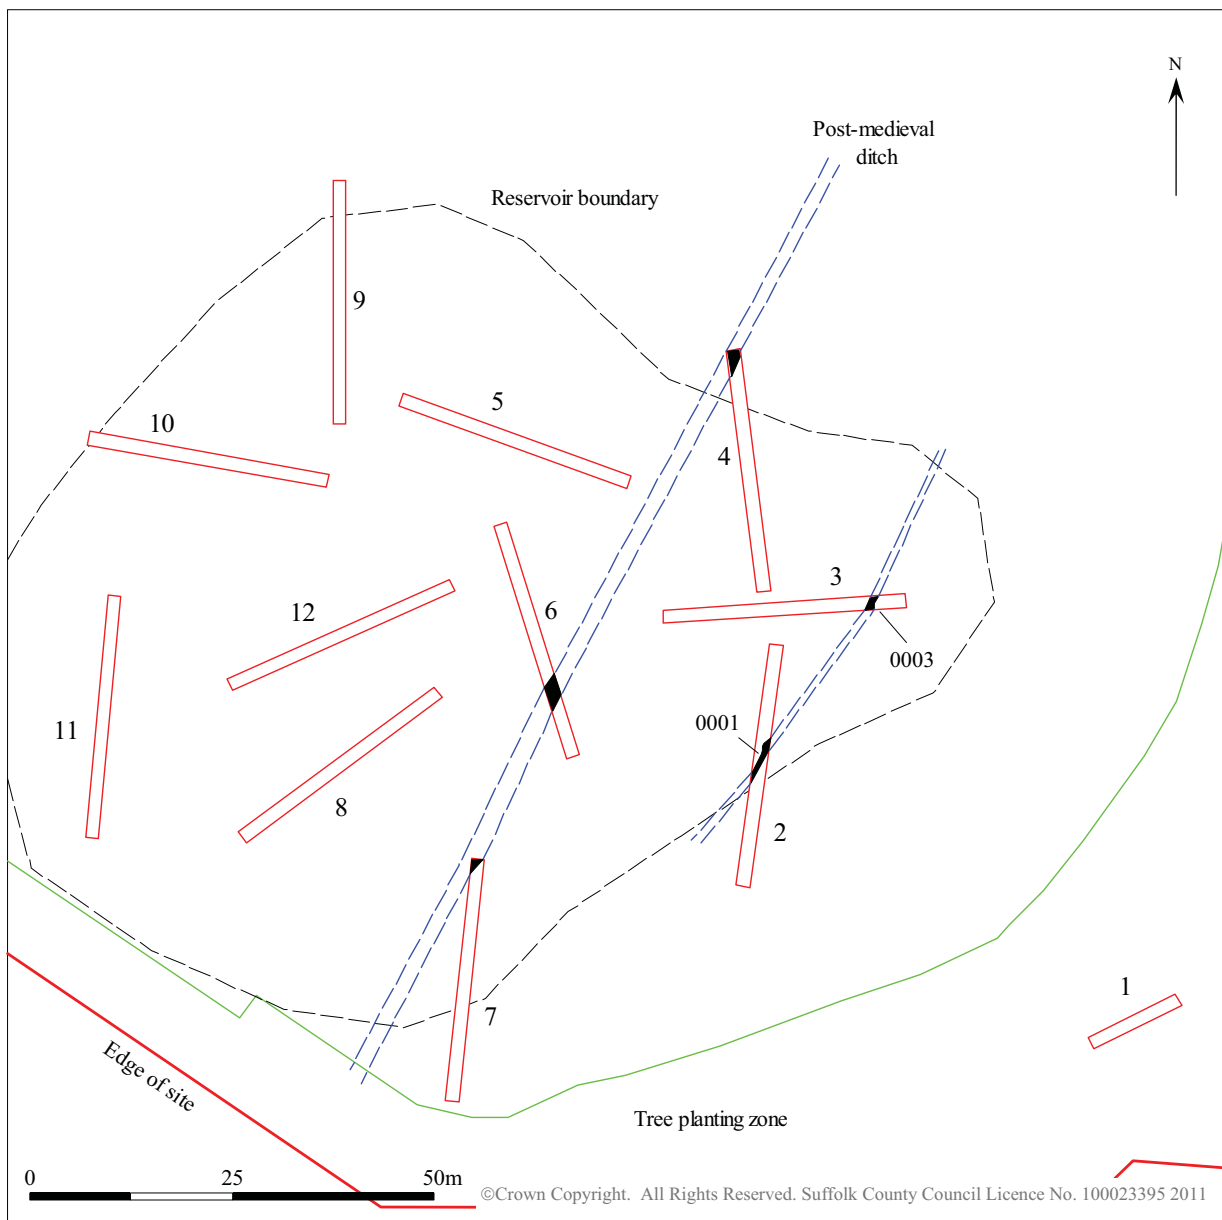 N
Post-medieval
ditch
Reservoir boundary
9
5
10
4
3
12
6
0003
11
0001
8
2
1
7
Edge of site
Tree planting zone
0 25 50m
©Crown Copyright. All Rights Reserved. Suffolk County Council Licence No. 100023395 2011